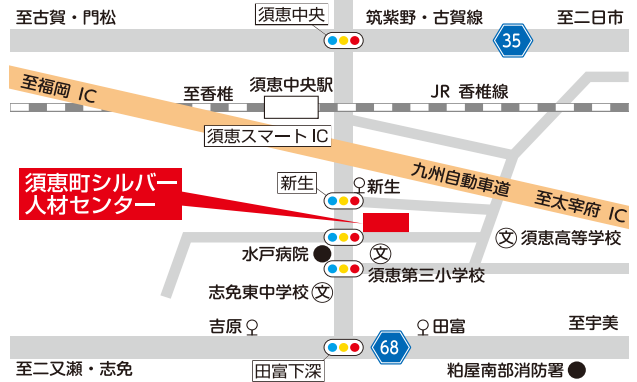 至古賀・門松
須恵中央
筑紫野・古賀線
至二日市
35
至福岡 IC
至香椎
須恵中央駅
JR 香椎線
須恵スマートIC
九州自動車道
至太宰府 IC
須恵町シルバー
人材センター
新生
新生
文
須恵高等学校
水戸病院
文
須恵第三小学校
志免東中学校
文
吉原
田富
至宇美
68
至二又瀬・志免
田富下深
粕屋南部消防署